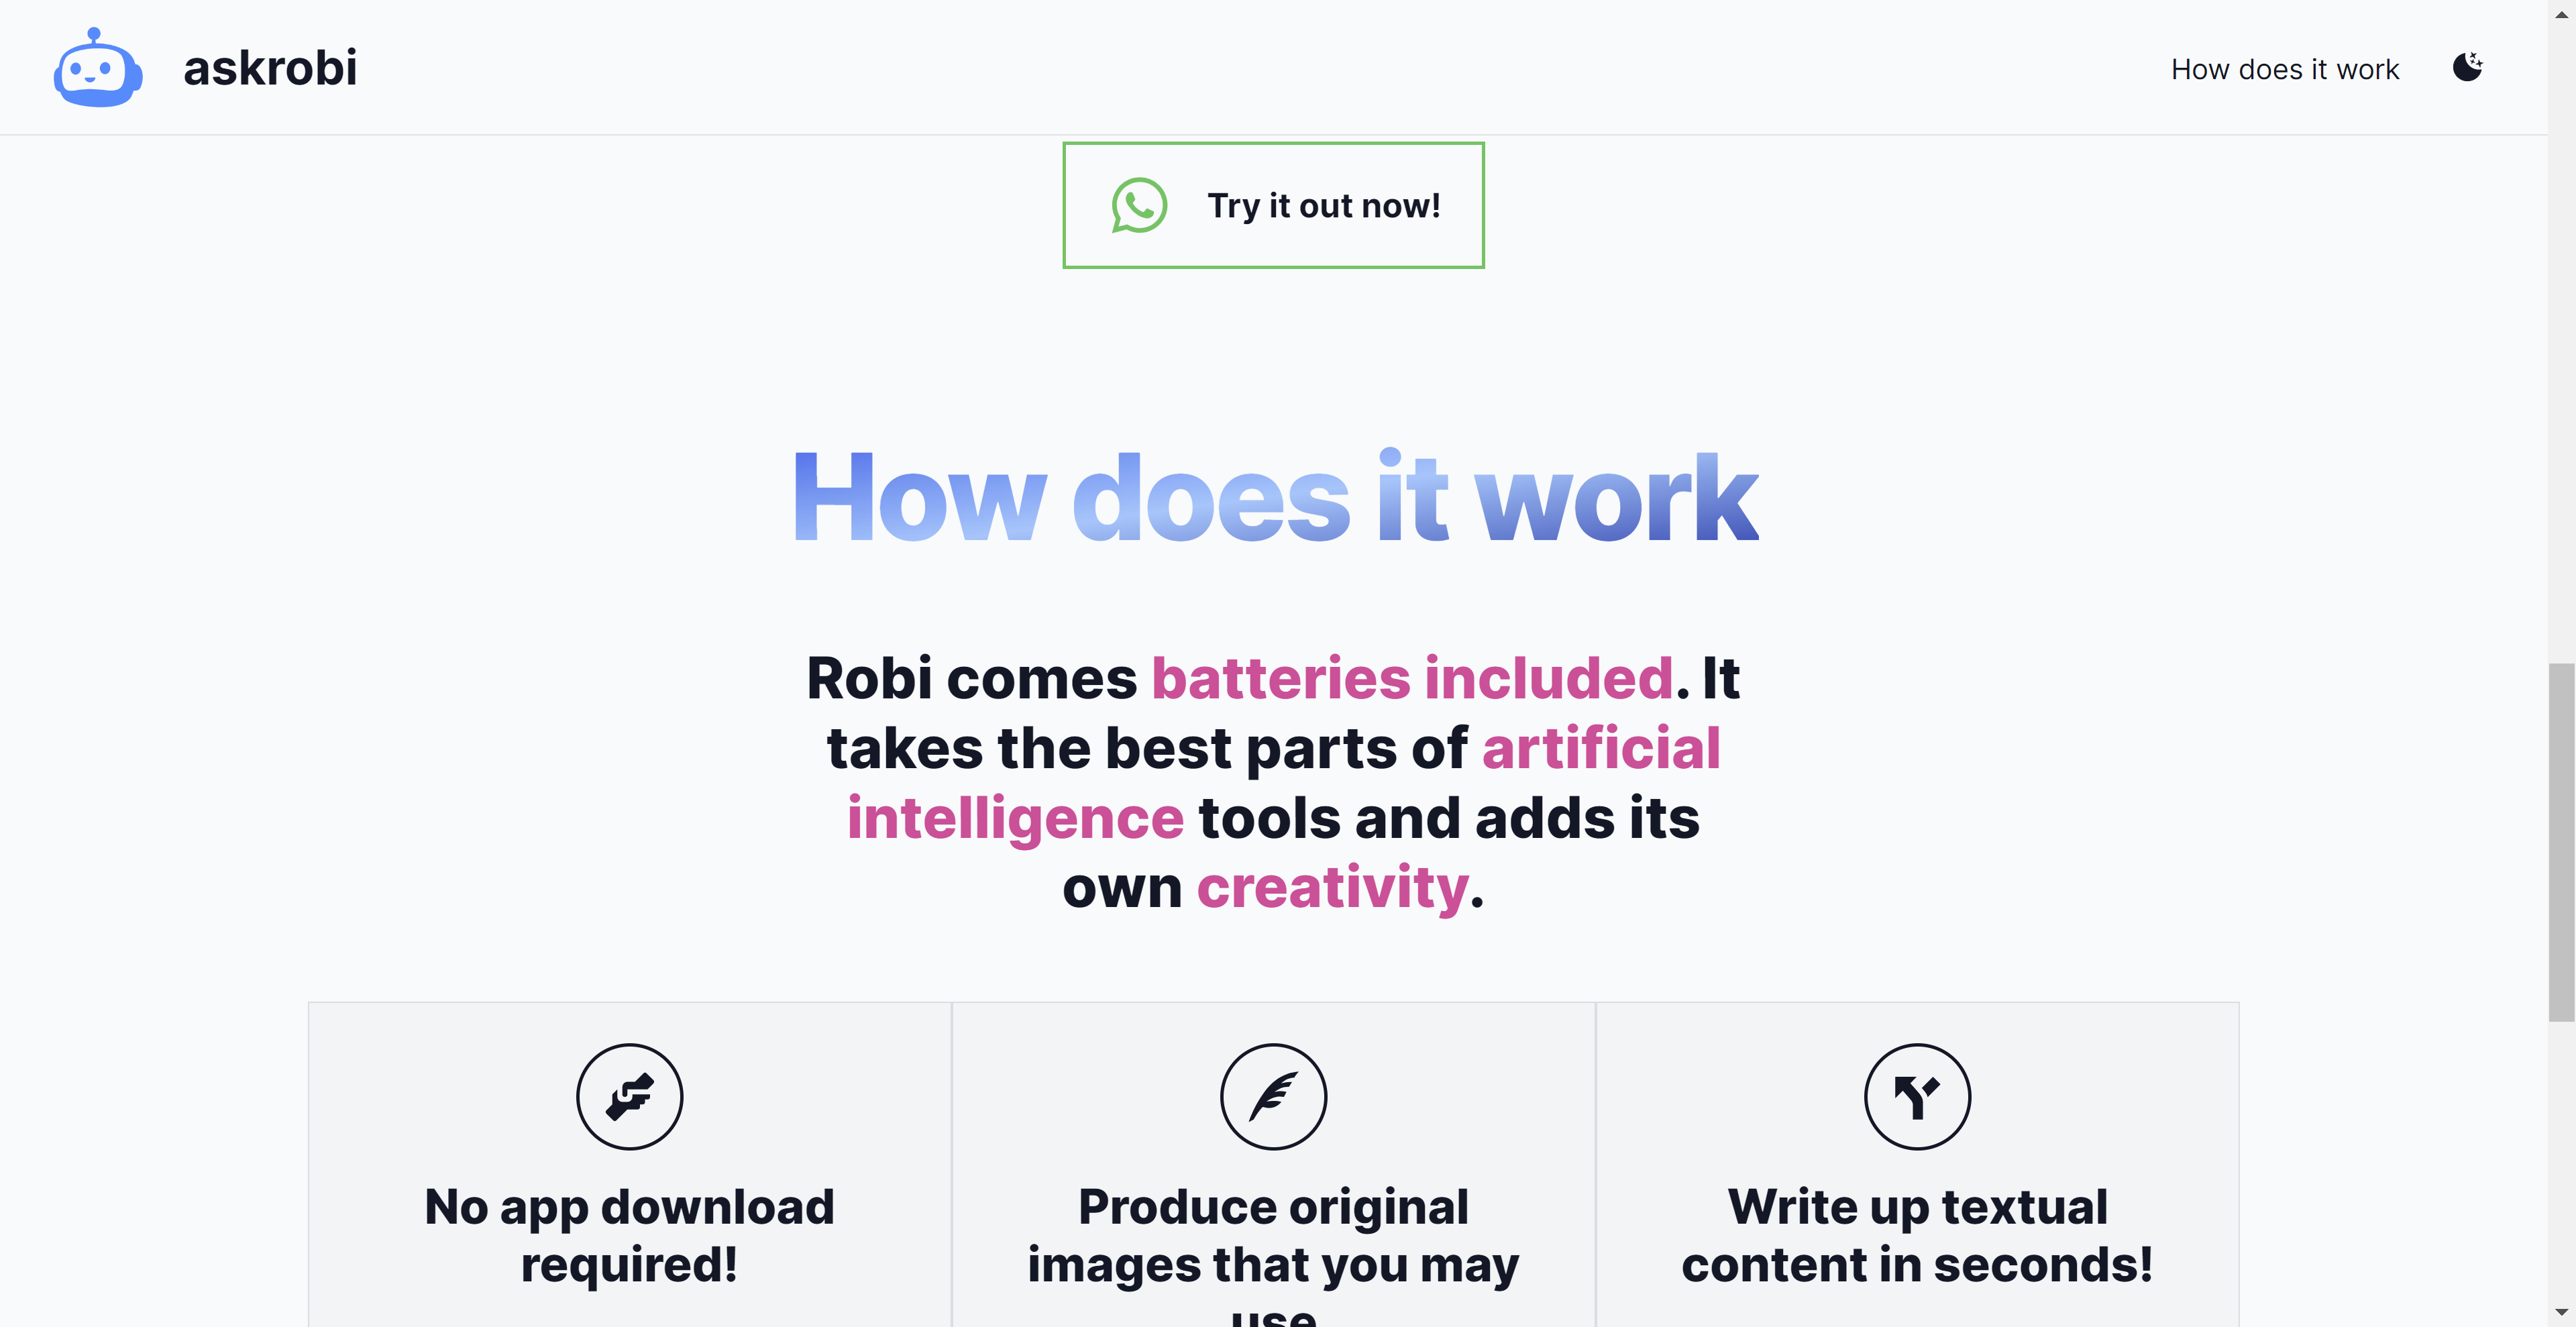 askrobi
How does it work
Try it out now!
How does it work
Robi comes batteries included. It
takes the best parts of artificial
intelligence tools and adds its
own creativity.
No app download
required!
Produce original
images that you may
use
Write up textual
content in seconds!